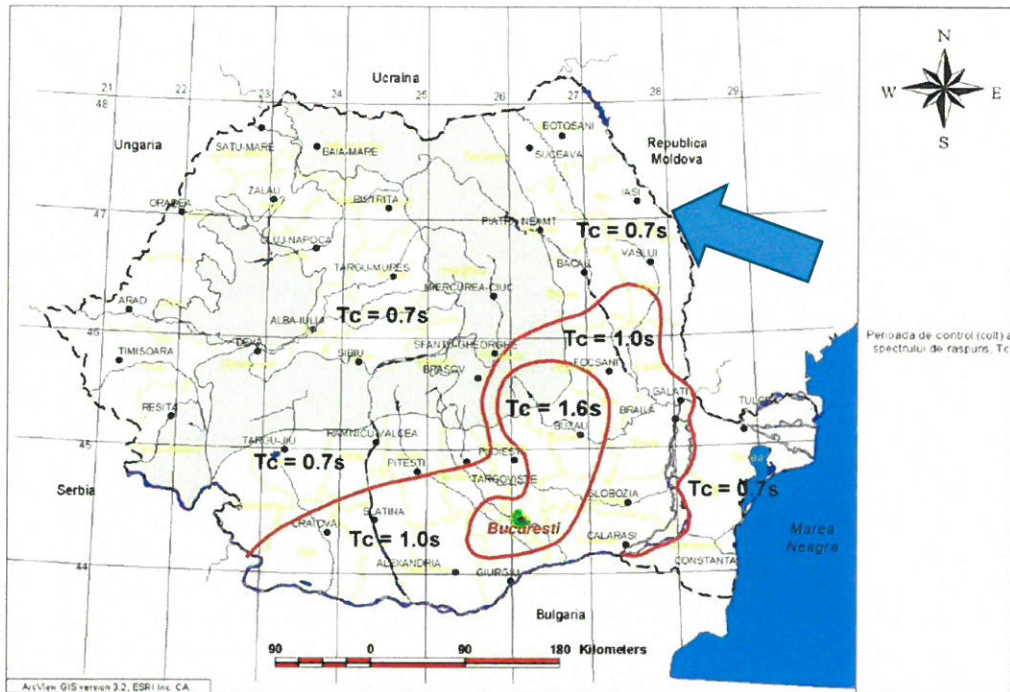 N
W E
S
Ucraina
21 22 23 24 25 26 27 28 29
48
Ungaria
Republica
Moldova
SATU-MARE
BAIA-MARE
BOTOSANI
SUCEAVA
IASI
ORADEA
ZALAU
BISTRITA
47
PIATRA NEAMT
Tc = 0.7s
CLUJ-NAPOCA
BACAU
VASLUI
TARGU-MURES
MIERCUREA-CIUC
ARAD
ALBA-IULIA
Tc = 0.7s
46
DEVA
SFANTU-GHEORGHE
Tc = 1.0s
Perioada de control (colt) a
spectrului de raspuns, Tc
TIMISOARA
SIBIU
BRASOV
FOCSANI
RESITA
Tc = 1.6s
GALATI
BRAILA
TULCEA
BUZAU
45
TARGU-JIU
RAMNICU VALCEA
Tc = 0.7s
PITESTI
PLOIESTI
TARGOVISTE
Serbia
SLOBOZIA
Tc = 0.7s
SLATINA
CRAIOVA
Bucuresti
CALARASI
Marea
Neagra
Tc = 1.0s
CONSTANTA
44
ALEXANDRIA
GIURGIU
Bulgaria
90 0 90 180 Kilometers
ArcView GIS version 3.2, ESRI Inc. CA